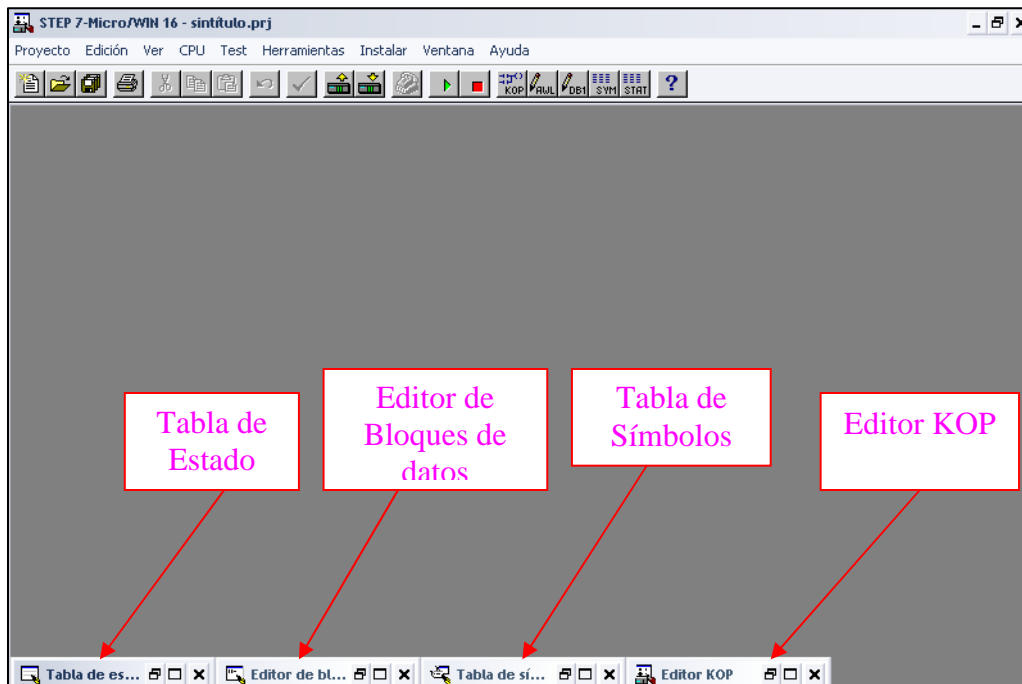 STEP 7-Micro/WIN 16 - sintítulo.prj
Proyecto Edición Ver CPU Test Herramientas Instalar Ventana Ayuda
KOP AWL DB1 SYM STAT ?
Tabla de
Estado
Editor de
Bloques de
datos
Tabla de
Símbolos
Editor KOP
Tabla de es... Editor de bl... Tabla de sí... Editor KOP